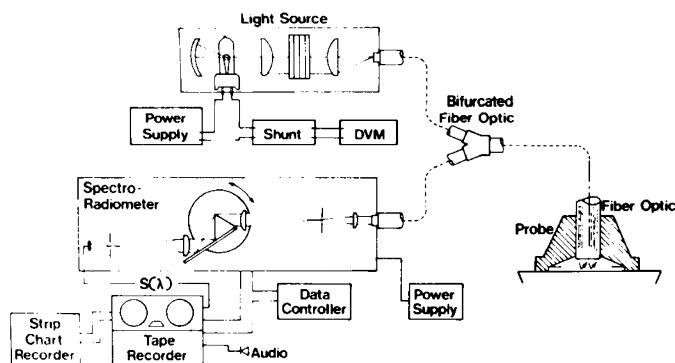 Light Source
Power
Supply
Shunt
DVM
Bifurcated
Fiber Optic
Spectro-
Radiometer
Fiber Optic
Probe
S(λ)
Data
Controller
Power
Supply
Strip
Chart
Recorder
Tape
Recorder
Audio